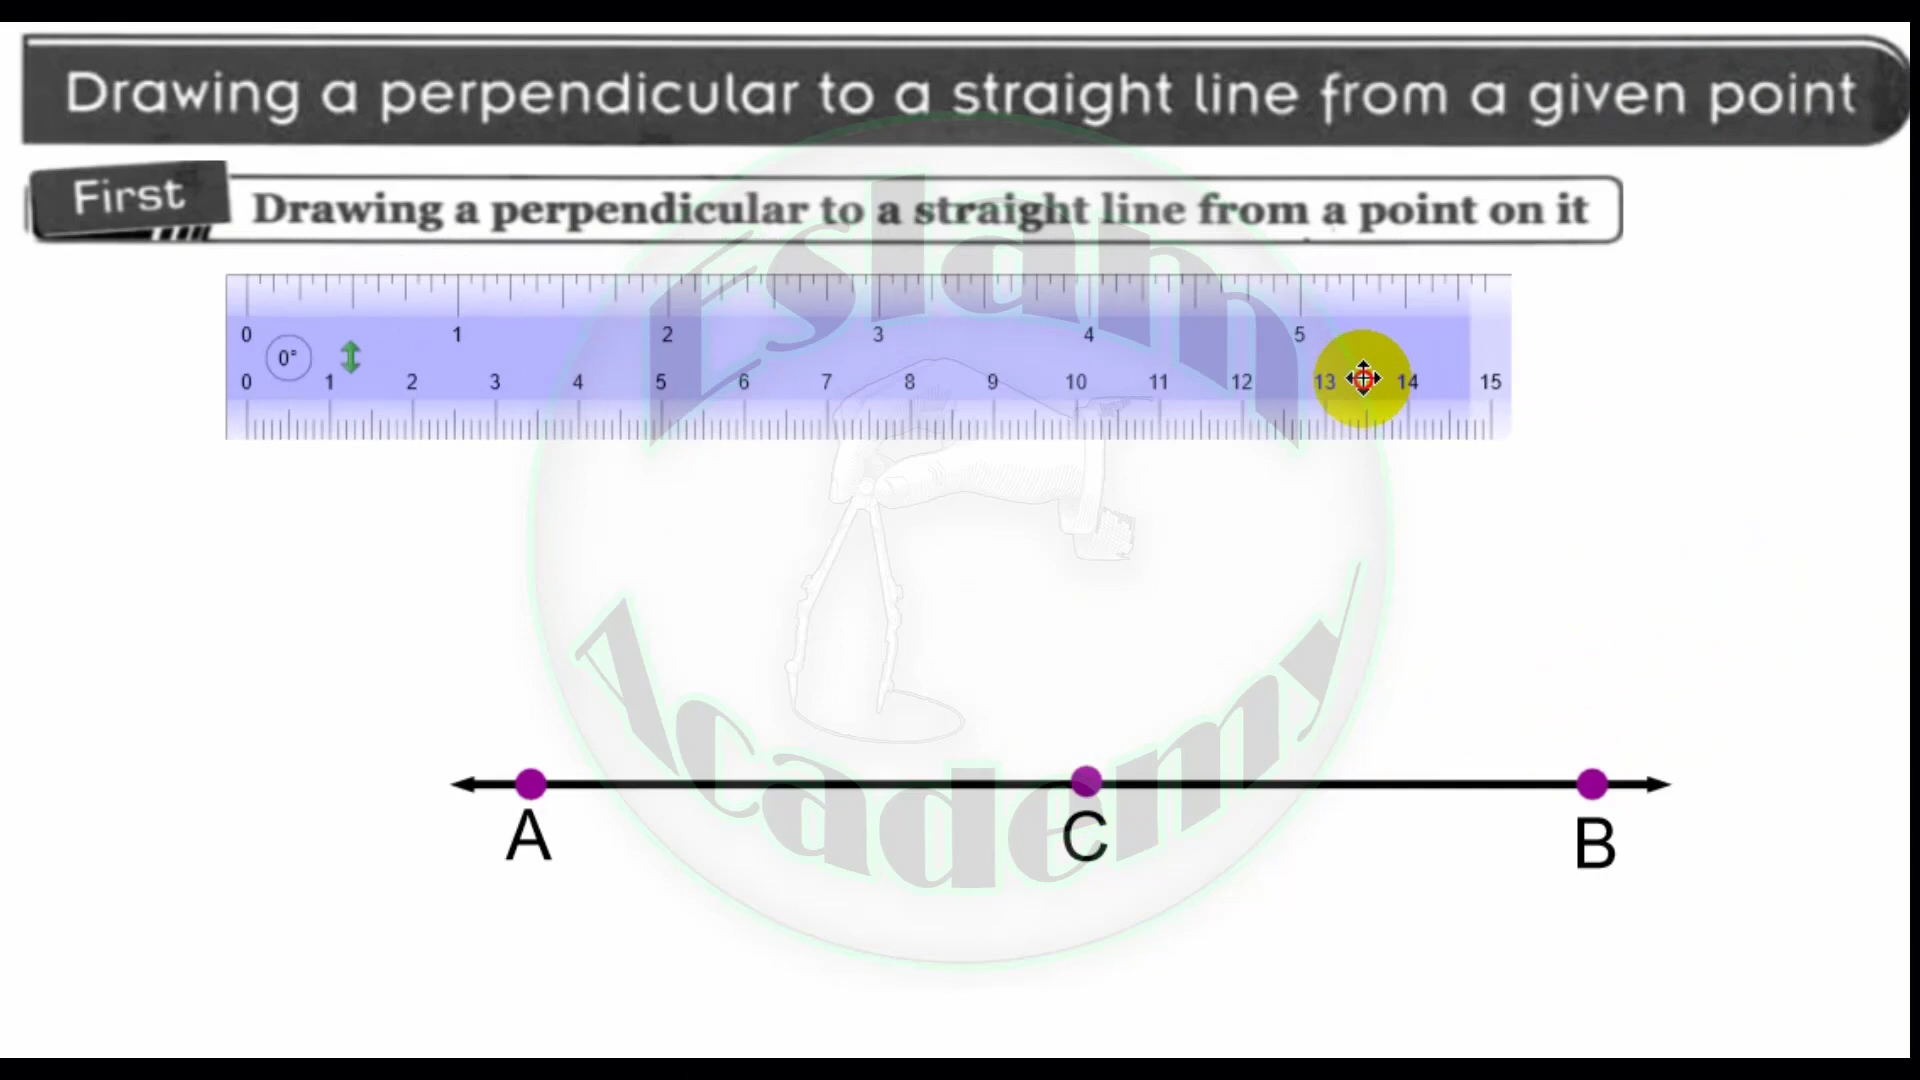 Drawing a perpendicular to a straight line from a given point
First
Drawing a perpendicular to a straight line from a point on it
0 1 2 3 4 5
0°
0 1 2 3 4 5 6 7 8 9 10 11 12 13 14 15
Eslah
Academy
A C B